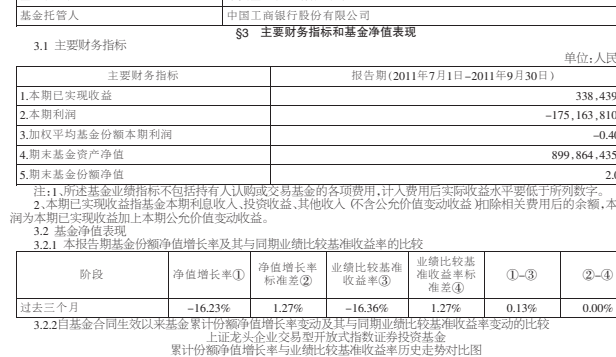 基金托管人 中国工商银行股份有限公司
§3 主要财务指标和基金净值表现
3.1 主要财务指标
单位:人民
主要财务指标 报告期(2011年7月1日-2011年9月30日)
1.本期已实现收益 338,439
2.本期利润 -175,163,810
3.加权平均基金份额本期利润 -0.40
4.期末基金资产净值 899,864,435
5.期末基金份额净值 2.0
注:1、所述基金业绩指标不包括持有人认购或交易基金的各项费用,计入费用后实际收益水平要低于所列数字。
2、本期已实现收益指基金本期利息收入、投资收益、其他收入(不含公允价值变动收益)扣除相关费用后的余额,本
润为本期已实现收益加上本期公允价值变动收益。
3.2 基金净值表现
3.2.1 本报告期基金份额净值增长率及其与同期业绩比较基准收益率的比较
阶段 净值增长率① 净值增长率标准差② 业绩比较基准收益率③ 业绩比较基准收益率标准差④ ①-③ ②-④
过去三个月 -16.23% 1.27% -16.36% 1.27% 0.13% 0.00%
3.2.2自基金合同生效以来基金累计份额净值增长率变动及其与同期业绩比较基准收益率变动的比较
上证龙头企业交易型开放式指数证券投资基金
累计份额净值增长率与业绩比较基准收益率历史走势对比图